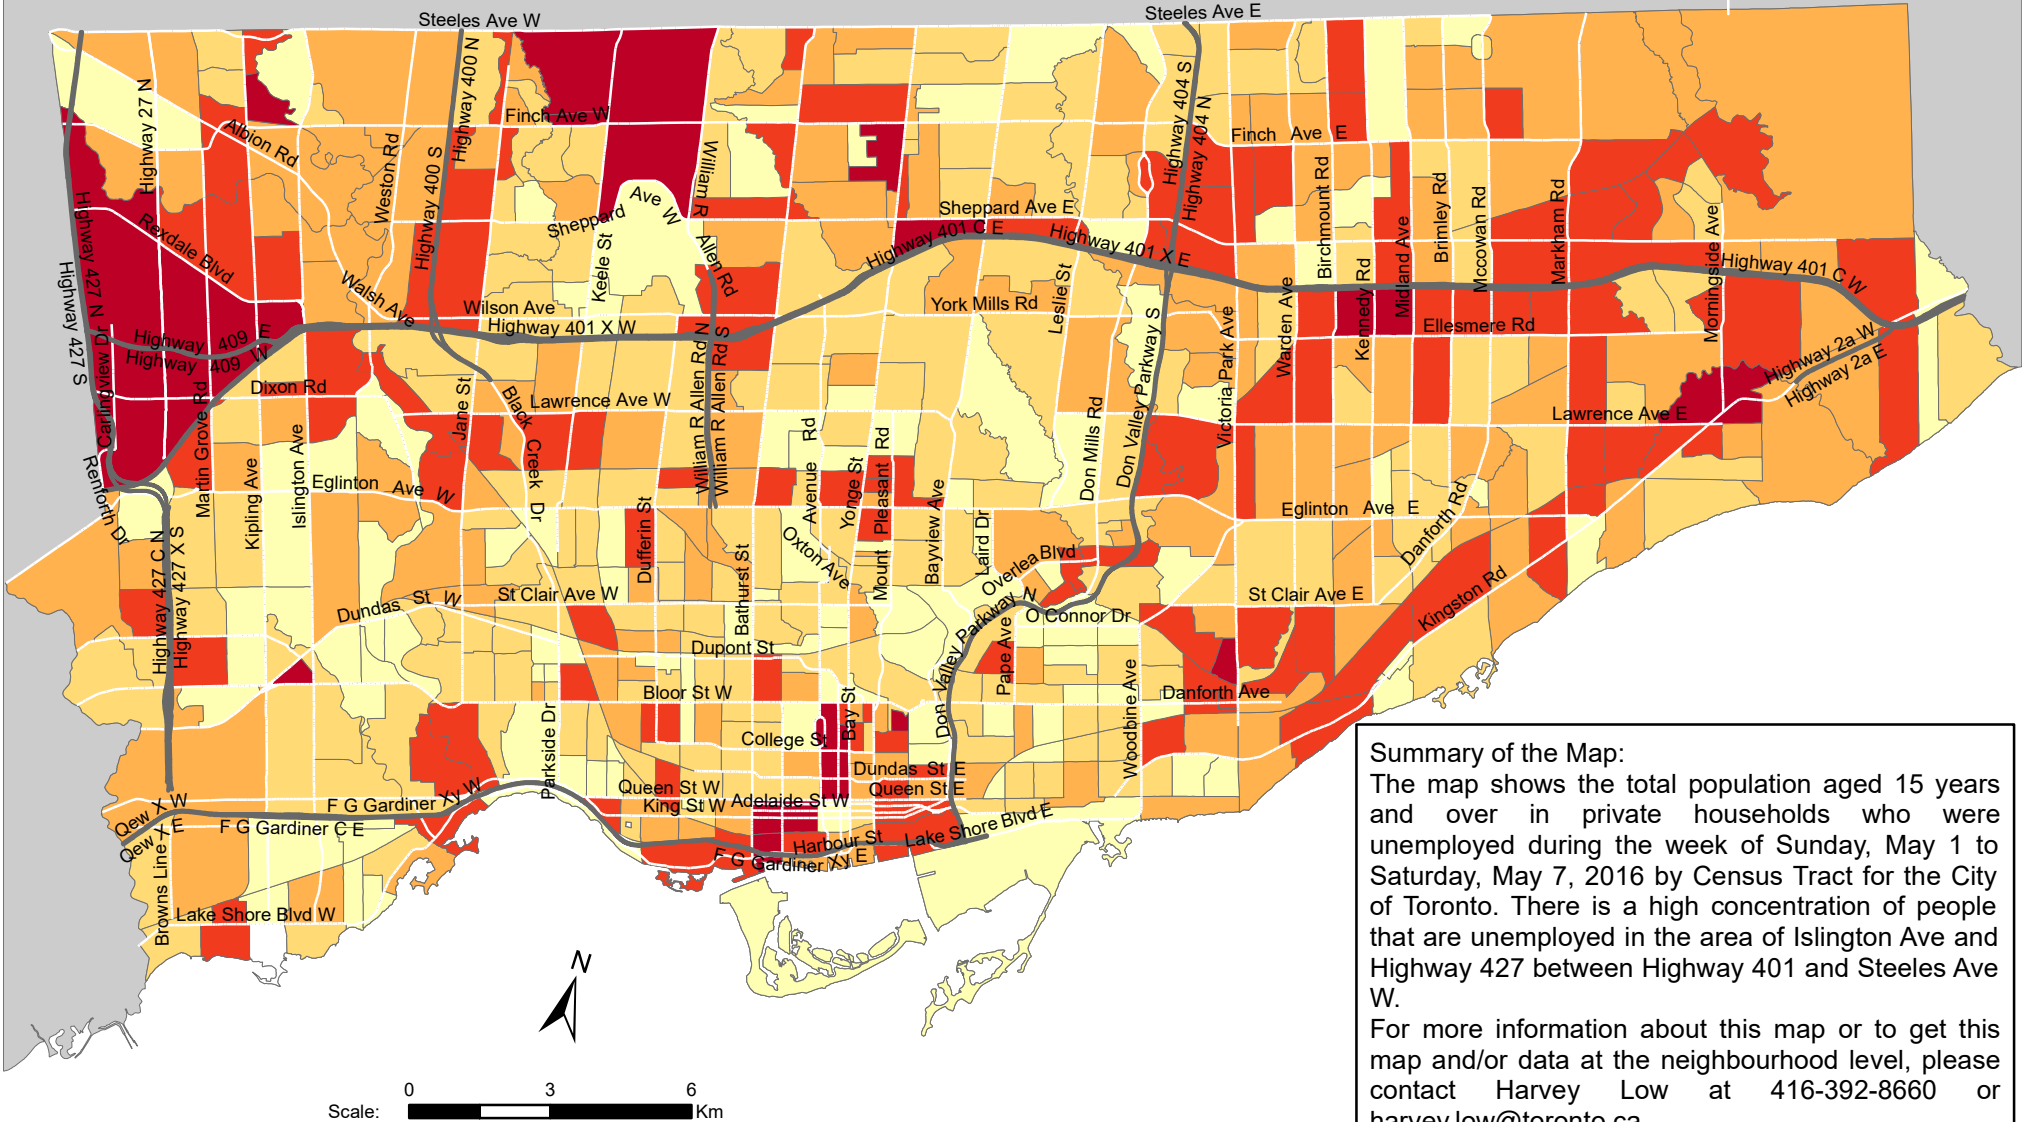 Steeles Ave W
Steeles Ave E
Highway 27 N
Highway 400 N
Highway 404 S
Highway 404 N
Finch Ave W
Finch Ave E
Albion Rd
Weston Rd
Highway 400 S
William R
Allen Rd
Sheppard
Ave W
Keele St
Sheppard Ave E
Birchmount Rd
Brimley Rd
Mccowan Rd
Markham Rd
Midland Ave
Morningside Ave
Highway 427 N
Highway 427 S
Rexdale Blvd
Walsh Ave
Wilson Ave
Highway 401 X W
Highway 401 C E
Highway 401 X E
Highway 401 C W
York Mills Rd
Leslie St
Kennedy Rd
Warden Ave
Ellesmere Rd
Victoria Park Ave
Highway 409 E
Highway 409 W
Carlingview Dr
Dixon Rd
Martin Grove Rd
Jane St
Black Creek Dr
Lawrence Ave W
William R Allen Rd N
William R Allen Rd S
Don Valley Parkway S
Don Mills Rd
Highway 2a W
Highway 2a E
Lawrence Ave E
Renforth Dr
Kipling Ave
Islington Ave
Eglinton Ave W
Avenue Rd
Yonge St
Mount Pleasant Rd
Bayview Ave
Laird Dr
Eglinton Ave E
Danforth Rd
Highway 427 C N
Highway 427 X S
Dufferin St
Bathurst St
Oxton Ave
Overlea Blvd
Dundas St W
St Clair Ave W
St Clair Ave E
Kingston Rd
Don Valley Parkway N
O Connor Dr
Pape Ave
Dupont St
Bloor St W
Bay St
Woodbine Ave
Danforth Ave
Parkside Dr
College St
Dundas St E
Queen St E
Queen St W
King St W
Adelaide St W
F G Gardiner Xy W
F G Gardiner C E
Qew X W
Qew X E
Harbour St
Lake Shore Blvd E
F G Gardiner Xy E
Browns Line
Lake Shore Blvd W
N
Scale:
0 3 6
Km
Summary of the Map:
The map shows the total population aged 15 years
and over in private households who were
unemployed during the week of Sunday, May 1 to
Saturday, May 7, 2016 by Census Tract for the City
of Toronto. There is a high concentration of people
that are unemployed in the area of Islington Ave and
Highway 427 between Highway 401 and Steeles Ave
W.
For more information about this map or to get this
map and/or data at the neighbourhood level, please
contact Harvey Low at 416-392-8660 or
harvey.low@toronto.ca